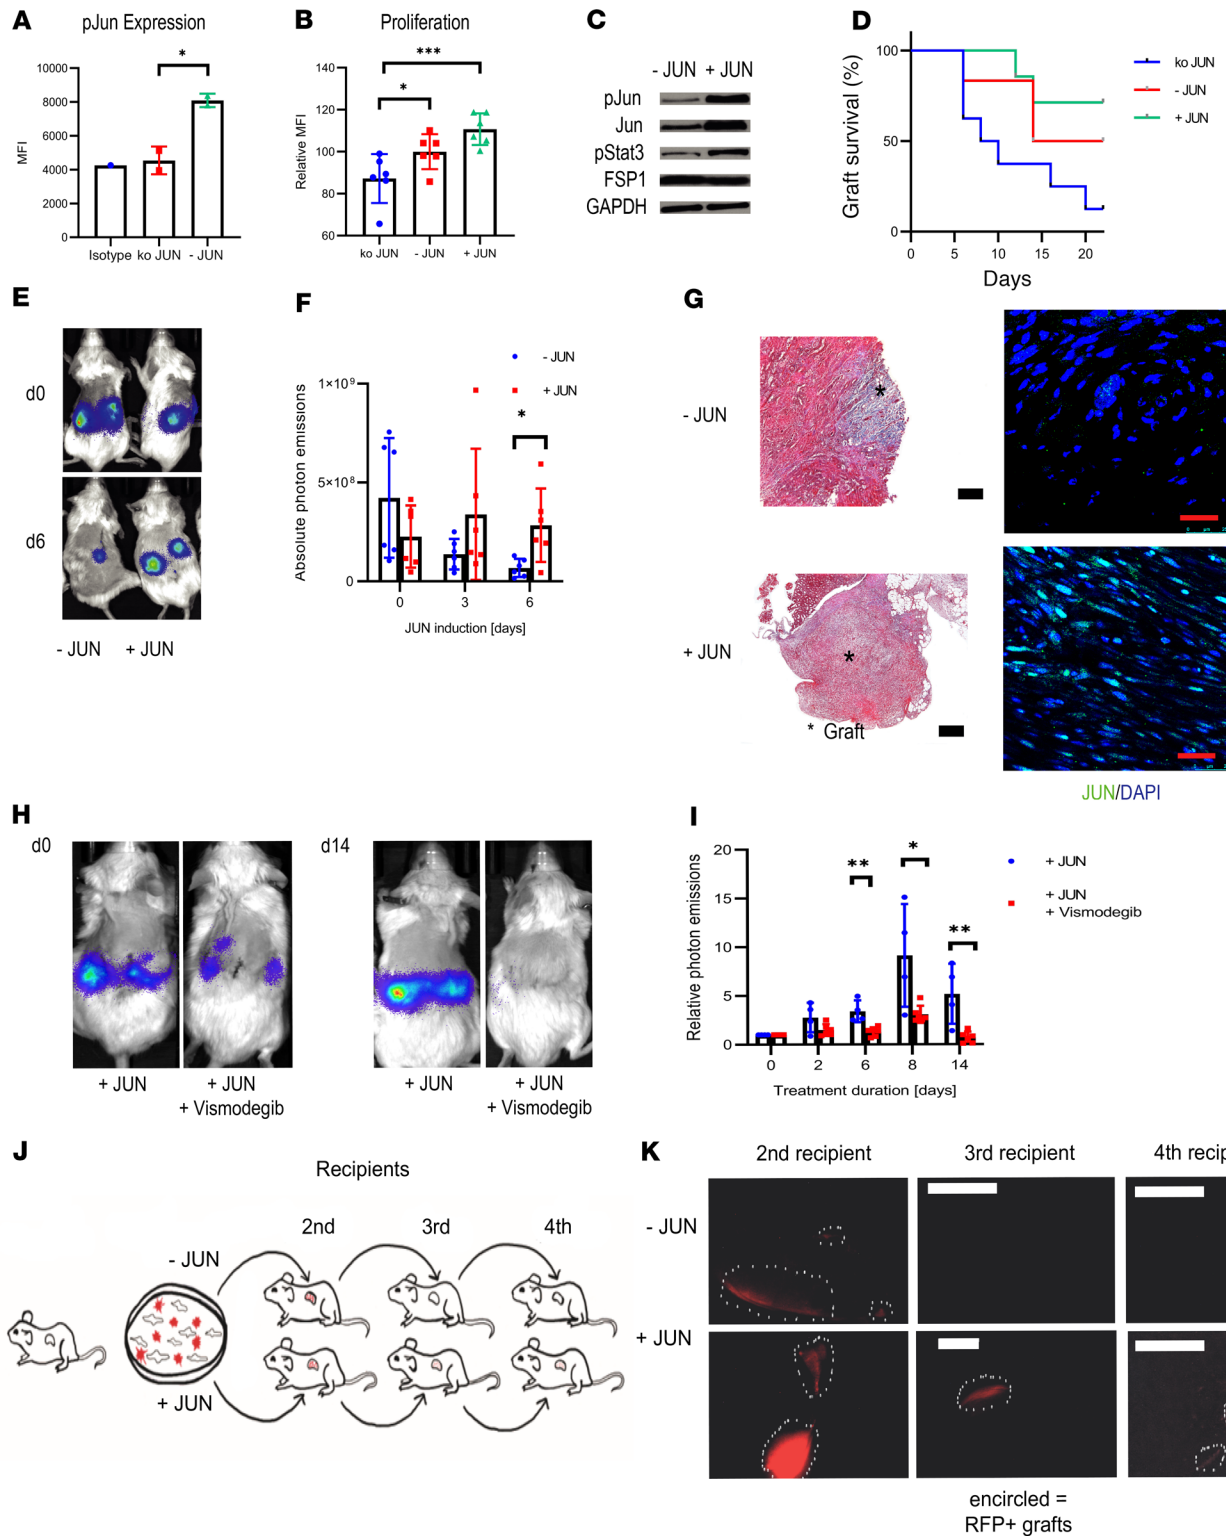 A
pJun Expression
*
10000
8000
6000
4000
2000
0
MFI
Isotype ko JUN - JUN
B
Proliferation
***
*
140
120
100
80
60
Relative MFI
ko JUN - JUN + JUN
C
- JUN + JUN
pJun
Jun
pStat3
FSP1
GAPDH
D
100
50
0
Graft survival (%)
0 5 10 15 20
Days
ko JUN
- JUN
+ JUN
E
d0
d6
- JUN + JUN
F
- JUN
+ JUN
*
1×10⁹
5×10⁸
0
Absolute photon emissions
0 3 6
JUN induction [days]
G
- JUN
*
+ JUN
*
* Graft
JUN/DAPI
H
d0
d14
+ JUN
+ JUN
+ Vismodegib
+ JUN
+ JUN
+ Vismodegib
I
20
15
10
5
0
Relative photon emissions
** * **
0 2 6 8 14
Treatment duration [days]
+ JUN
+ JUN
+ Vismodegib
J
Recipients
2nd 3rd 4th
- JUN
+ JUN
K
2nd recipient 3rd recipient 4th recip
- JUN
+ JUN
encircled =
RFP+ grafts